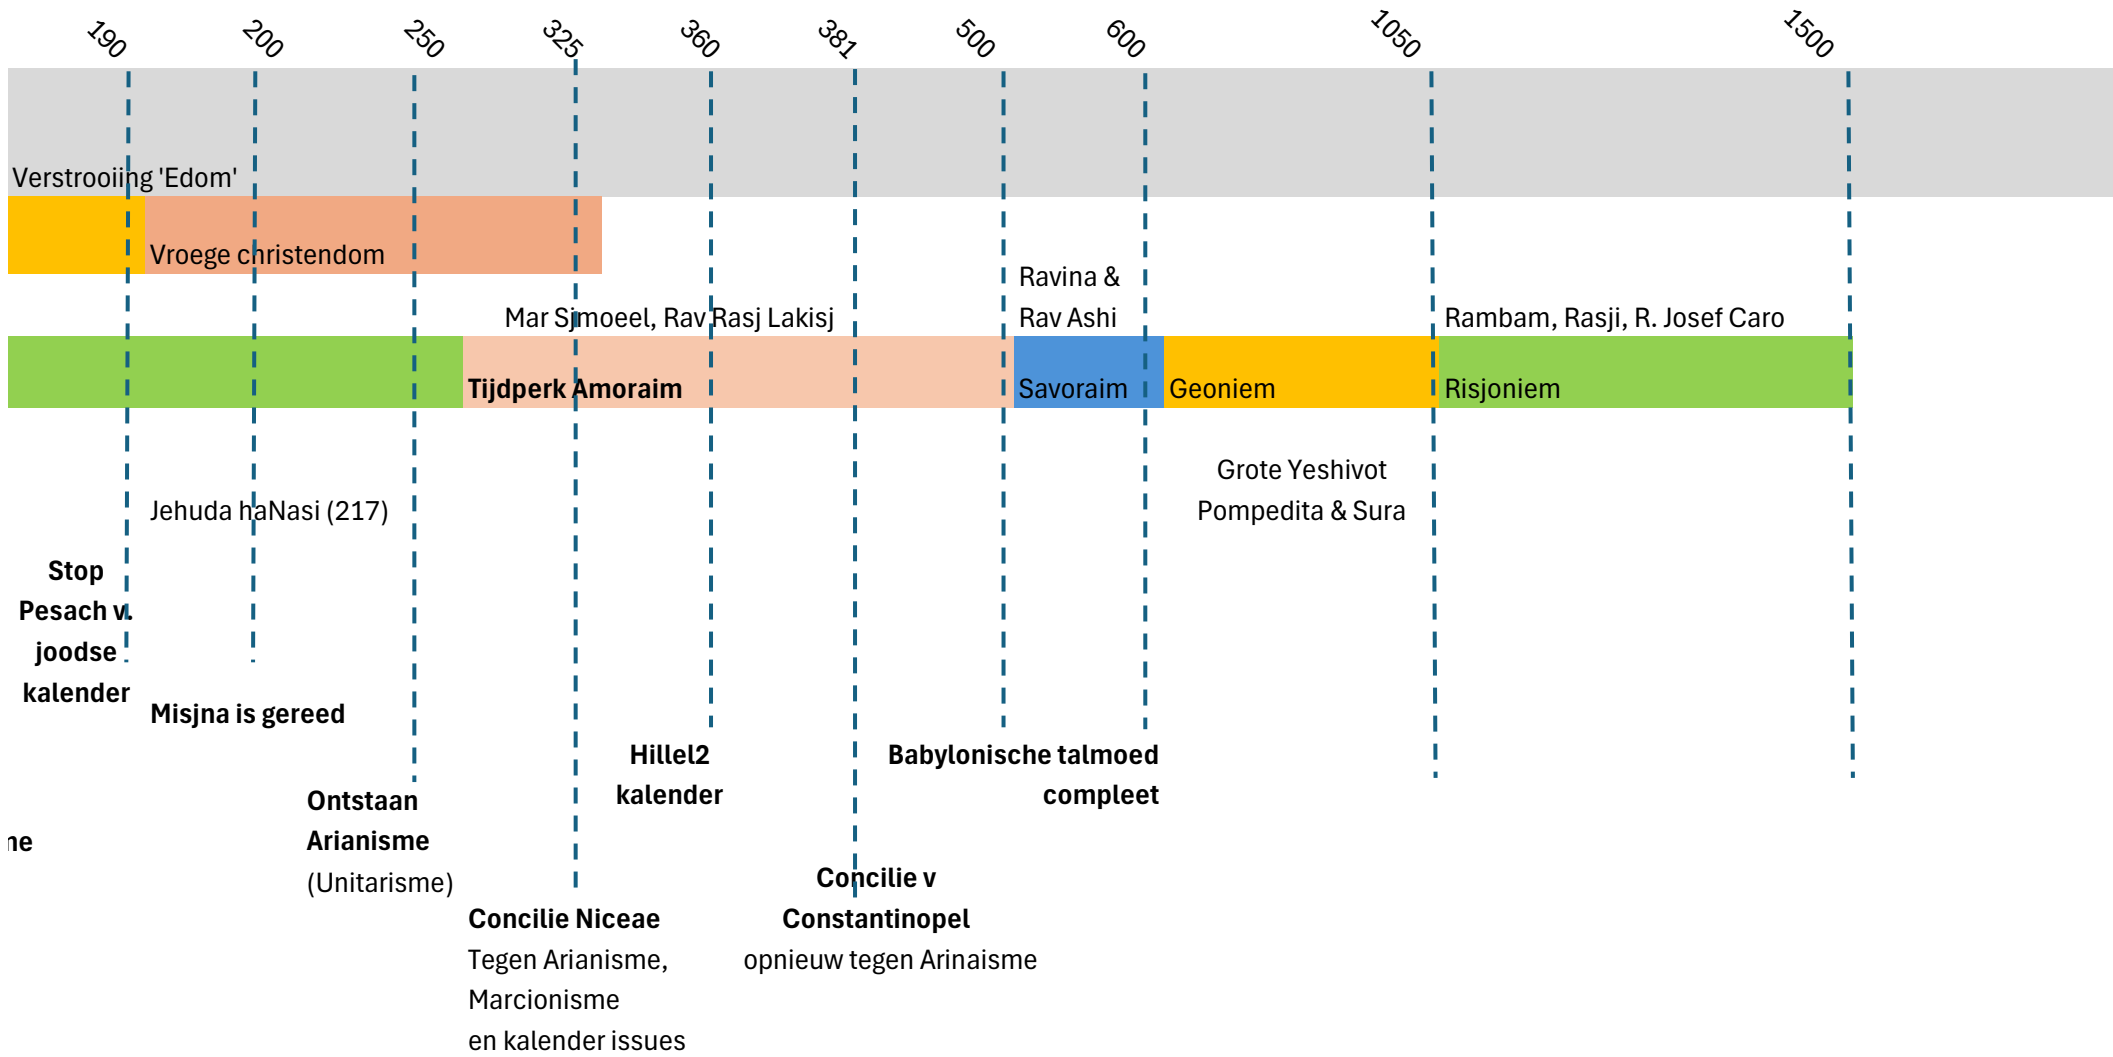 190
200
250
325
360
381
500
600
1050
1500
Verstrooiing 'Edom'
Vroege christendom
Ravina &
Rav Ashi
Mar Sjmoeel, Rav Rasj Lakisj
Rambam, Rasji, R. Josef Caro
Tijdperk Amoraim
Savoraim
Geoniem
Risjoniem
Grote Yeshivot
Pompedita & Sura
Jehuda haNasi (217)
Stop
Pesach v.
joodse
kalender
Misjna is gereed
Hillel2
kalender
Babylonische talmoed
compleet
Ontstaan
Arianisme
(Unitarisme)
Concilie v
Constantinopel
opnieuw tegen Arinaisme
Concilie Niceae
Tegen Arianisme,
Marcionisme
en kalender issues